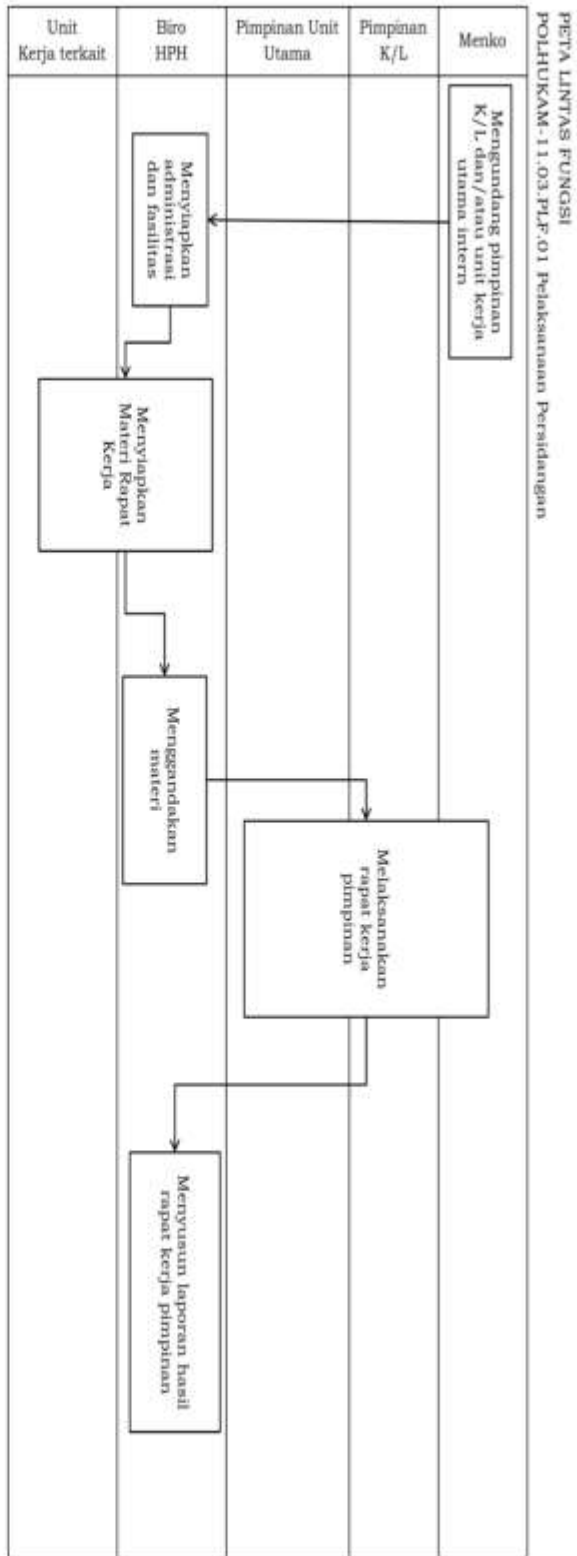 PETA LINTAS FUNGSI
POLHUKAM-11.03.PLF.01 Pelaksanaan Persidangan
Menko
Pimpinan
K/L
Pimpinan Unit
Utama
Biro
HPH
Unit
Kerja terkait
Mengundang pimpinan
K/L dan/atau unit kerja
utama intern
Menyiapkan
administrasi
dan fasilitas
Menyiapkan
Materi Rapat
Kerja
Menggandakan
materi
Melaksanakan
rapat kerja
pimpinan
Menyusun laporan hasil
rapat kerja pimpinan